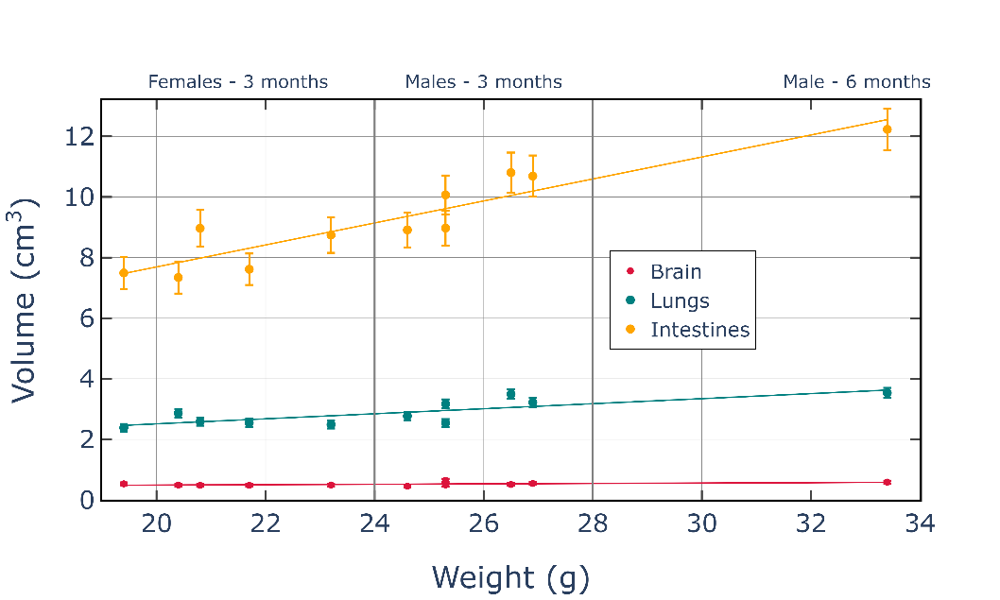 Females - 3 months Males - 3 months Male - 6 months
12
10
8
6
4
2
0
Volume (cm³)
Brain
Lungs
Intestines
20 22 24 26 28 30 32 34
Weight (g)